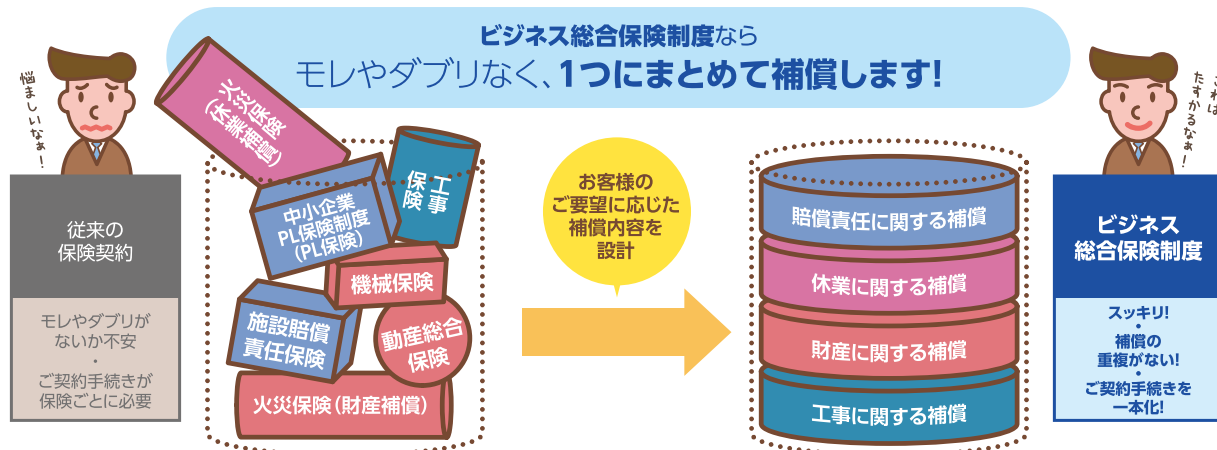 ビジネス総合保険制度なら
モレやダブリなく、1つにまとめて補償します!
悩ましいなぁ!
従来の
保険契約
モレやダブリが
ないか不安
・
ご契約手続きが
保険ごとに必要
火災保険
(休業補償)
工事
保険
中小企業
PL保険制度
(PL保険)
機械保険
施設賠償
責任保険
動産総合
保険
火災保険(財産補償)
お客様の
ご要望に応じた
補償内容を
設計
賠償責任に関する補償
休業に関する補償
財産に関する補償
工事に関する補償
これは
たすかるなぁ!
ビジネス
総合保険制度
スッキリ!
・
補償の
重複がない!
・
ご契約手続きを
一本化!